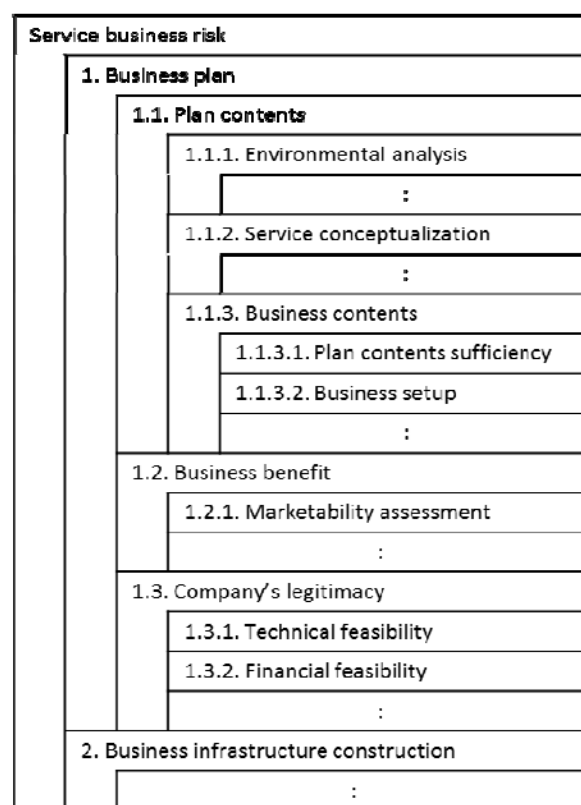 Service business risk
1. Business plan
1.1. Plan contents
1.1.1. Environmental analysis
:
1.1.2. Service conceptualization
:
1.1.3. Business contents
1.1.3.1. Plan contents sufficiency
1.1.3.2. Business setup
:
1.2. Business benefit
1.2.1. Marketability assessment
:
1.3. Company’s legitimacy
1.3.1. Technical feasibility
1.3.2. Financial feasibility
:
2. Business infrastructure construction
: